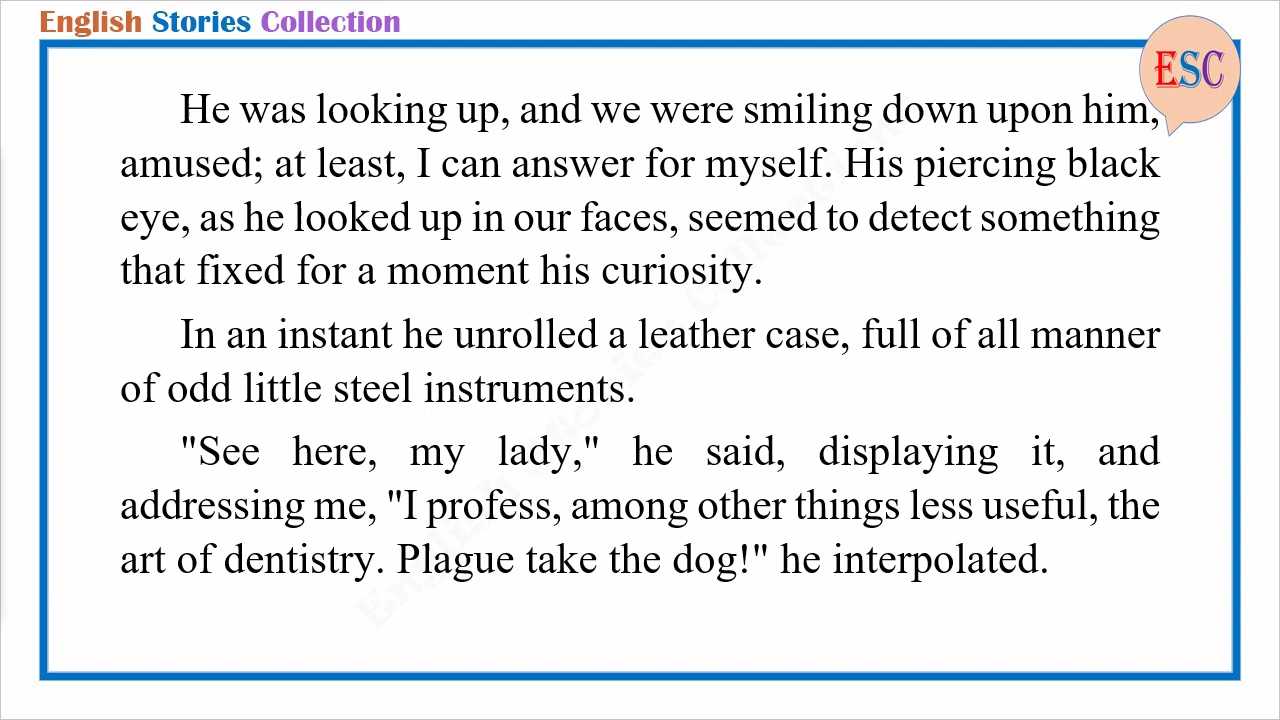 English Stories Collection
ESC
He was looking up, and we were smiling down upon him,
amused; at least, I can answer for myself. His piercing black
eye, as he looked up in our faces, seemed to detect something
that fixed for a moment his curiosity.
In an instant he unrolled a leather case, full of all manner
of odd little steel instruments.
"See here, my lady," he said, displaying it, and
addressing me, "I profess, among other things less useful, the
art of dentistry. Plague take the dog!" he interpolated.
English Stories Collection